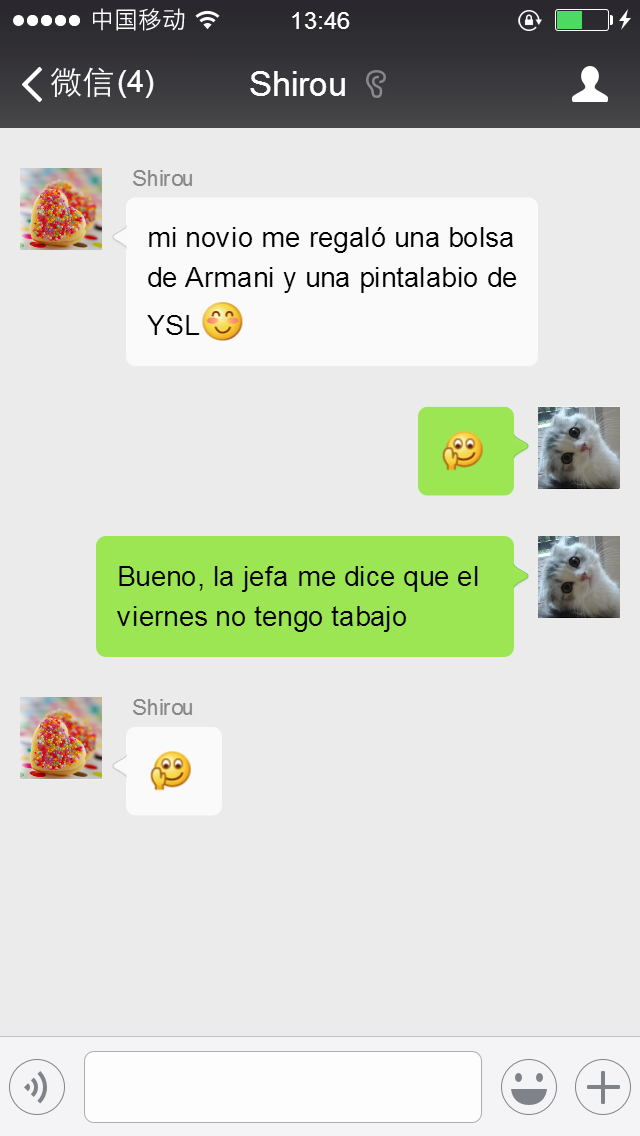 中国移动 13:46
微信(4) Shirou
Shirou
mi novio me regaló una bolsa
de Armani y una pintalabio de
YSL😊
Bueno, la jefa me dice que el
viernes no tengo tabajo
Shirou